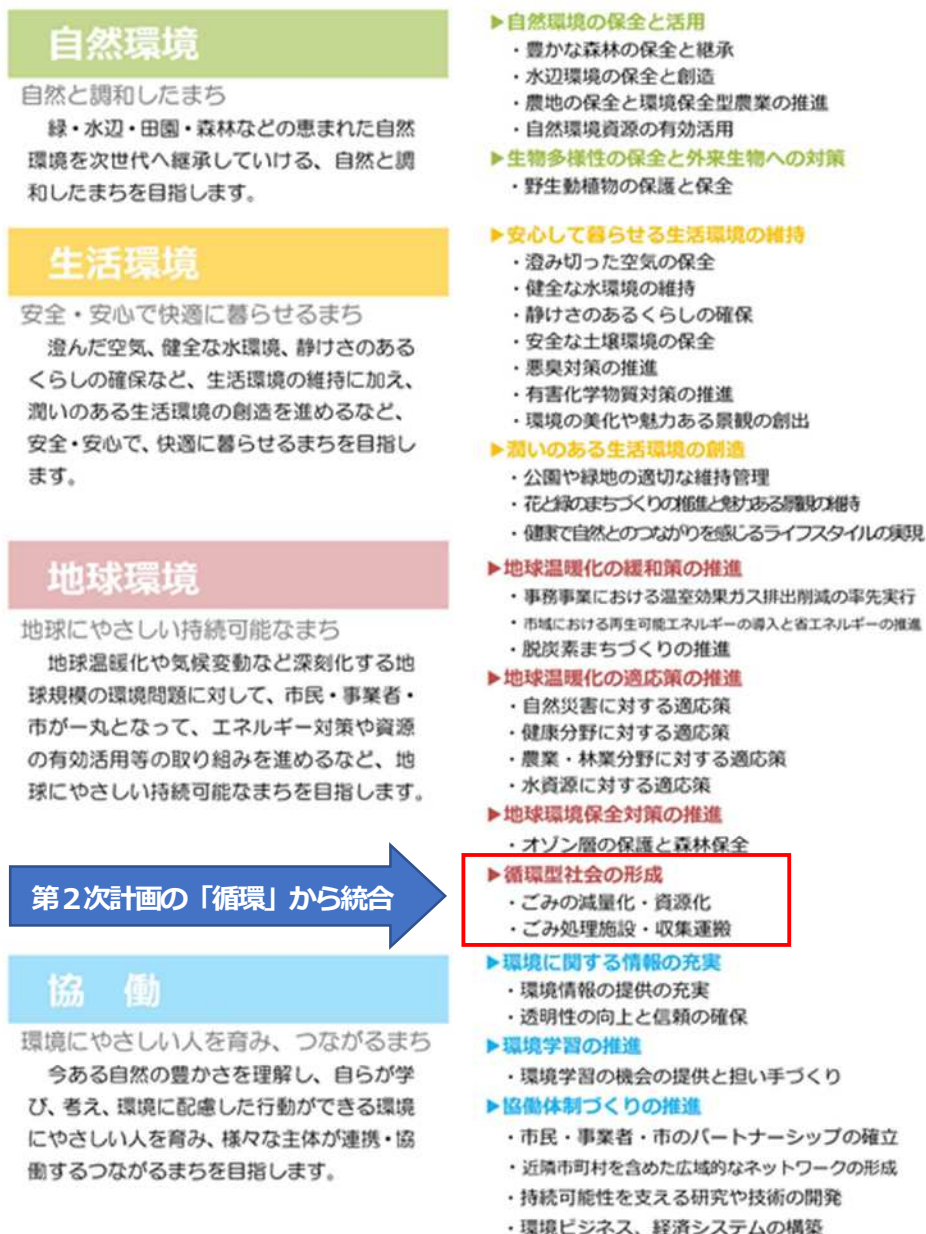 自然環境
自然と調和したまち
緑・水辺・田園・森林などの恵まれた自然
環境を次世代へ継承していける、自然と調
和したまちを目指します。
▶自然環境の保全と活用
・豊かな森林の保全と継承
・水辺環境の保全と創造
・農地の保全と環境保全型農業の推進
・自然環境資源の有効活用
▶生物多様性の保全と外来生物への対策
・野生動植物の保護と保全
生活環境
安全・安心で快適に暮らせるまち
澄んだ空気、健全な水環境、静けさのある
くらしの確保など、生活環境の維持に加え、
潤いのある生活環境の創造を進めるなど、
安全・安心で、快適に暮らせるまちを目指し
ます。
▶安心して暮らせる生活環境の維持
・澄み切った空気の保全
・健全な水環境の維持
・静けさのあるくらしの確保
・安全な土壌環境の保全
・悪臭対策の推進
・有害化学物質対策の推進
・環境の美化や魅力ある景観の創出
▶潤いのある生活環境の創造
・公園や緑地の適切な維持管理
・花と緑のまちづくりの推進と魅力ある景観の維持
・健康で自然とのつながりを感じるライフスタイルの実現
地球環境
地球にやさしい持続可能なまち
地球温暖化や気候変動など深刻化する地
球規模の環境問題に対して、市民・事業者・
市が一丸となって、エネルギー対策や資源
の有効活用等の取り組みを進めるなど、地
球にやさしい持続可能なまちを目指します。
▶地球温暖化の緩和策の推進
・事務事業における温室効果ガス排出削減の率先実行
・市域における再生可能エネルギーの導入と省エネルギーの推進
・脱炭素まちづくりの推進
▶地球温暖化の適応策の推進
・自然災害に対する適応策
・健康分野に対する適応策
・農業・林業分野に対する適応策
・水資源に対する適応策
▶地球環境保全対策の推進
・オゾン層の保護と森林保全
第2次計画の「循環」から統合
▶循環型社会の形成
・ごみの減量化・資源化
・ごみ処理施設・収集運搬
協 働
環境にやさしい人を育み、つながるまち
今ある自然の豊かさを理解し、自らが学
び、考え、環境に配慮した行動ができる環境
にやさしい人を育み、様々な主体が連携・協
働するつながるまちを目指します。
▶環境に関する情報の充実
・環境情報の提供の充実
・透明性の向上と信頼の確保
▶環境学習の推進
・環境学習の機会の提供と担い手づくり
▶協働体制づくりの推進
・市民・事業者・市のパートナーシップの確立
・近隣市町村を含めた広域的なネットワークの形成
・持続可能性を支える研究や技術の開発
・環境ビジネス、経済システムの構築